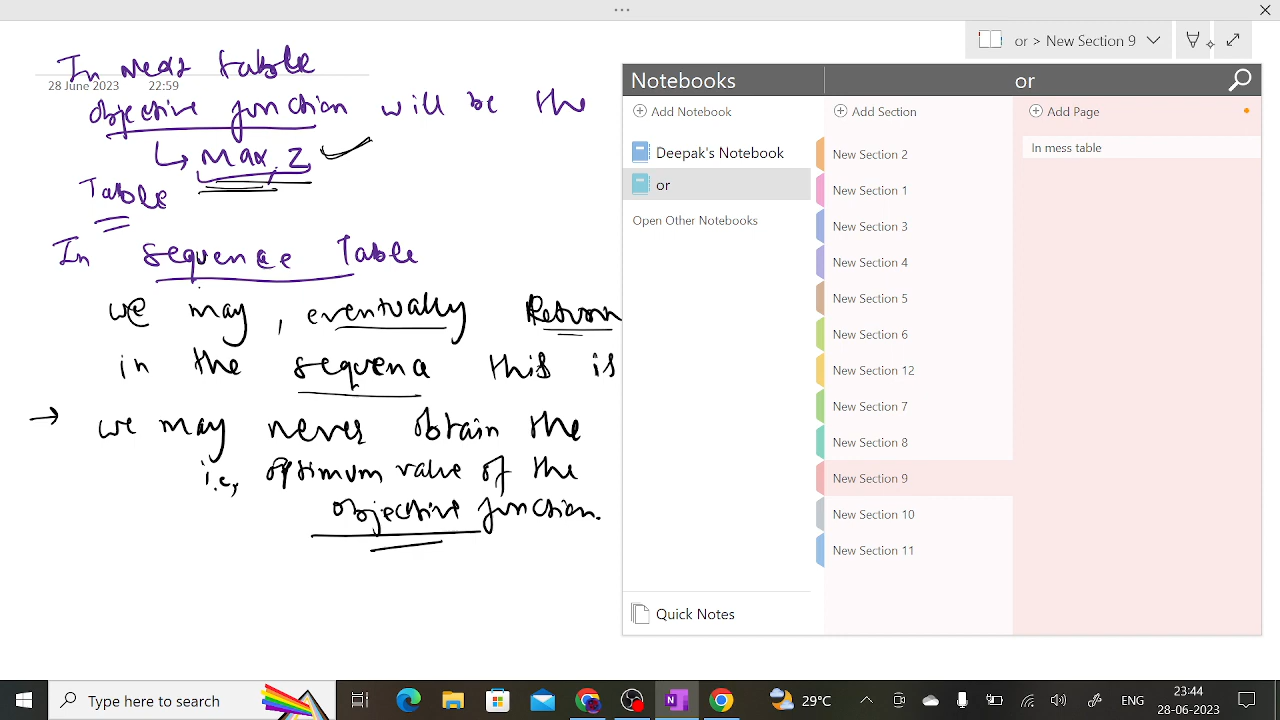 or > New Section 9
In next table
28 June 2023 22:59
objective function will be the
↳ Max Z
Table
In sequence Table
we may, eventually Return
in the sequena this is
→ we may never obtain the
i.e, optimum value of the
objective function.
Notebooks
or
Add Notebook
Add Section
Add Page
Deepak's Notebook
or
Open Other Notebooks
Quick Notes
New Section 2
New Section 1
New Section 3
New Section 4
New Section 5
New Section 6
New Section 12
New Section 7
New Section 8
New Section 9
New Section 10
New Section 11
In mess table
Type here to search
29°C
ENG
28-06-2023